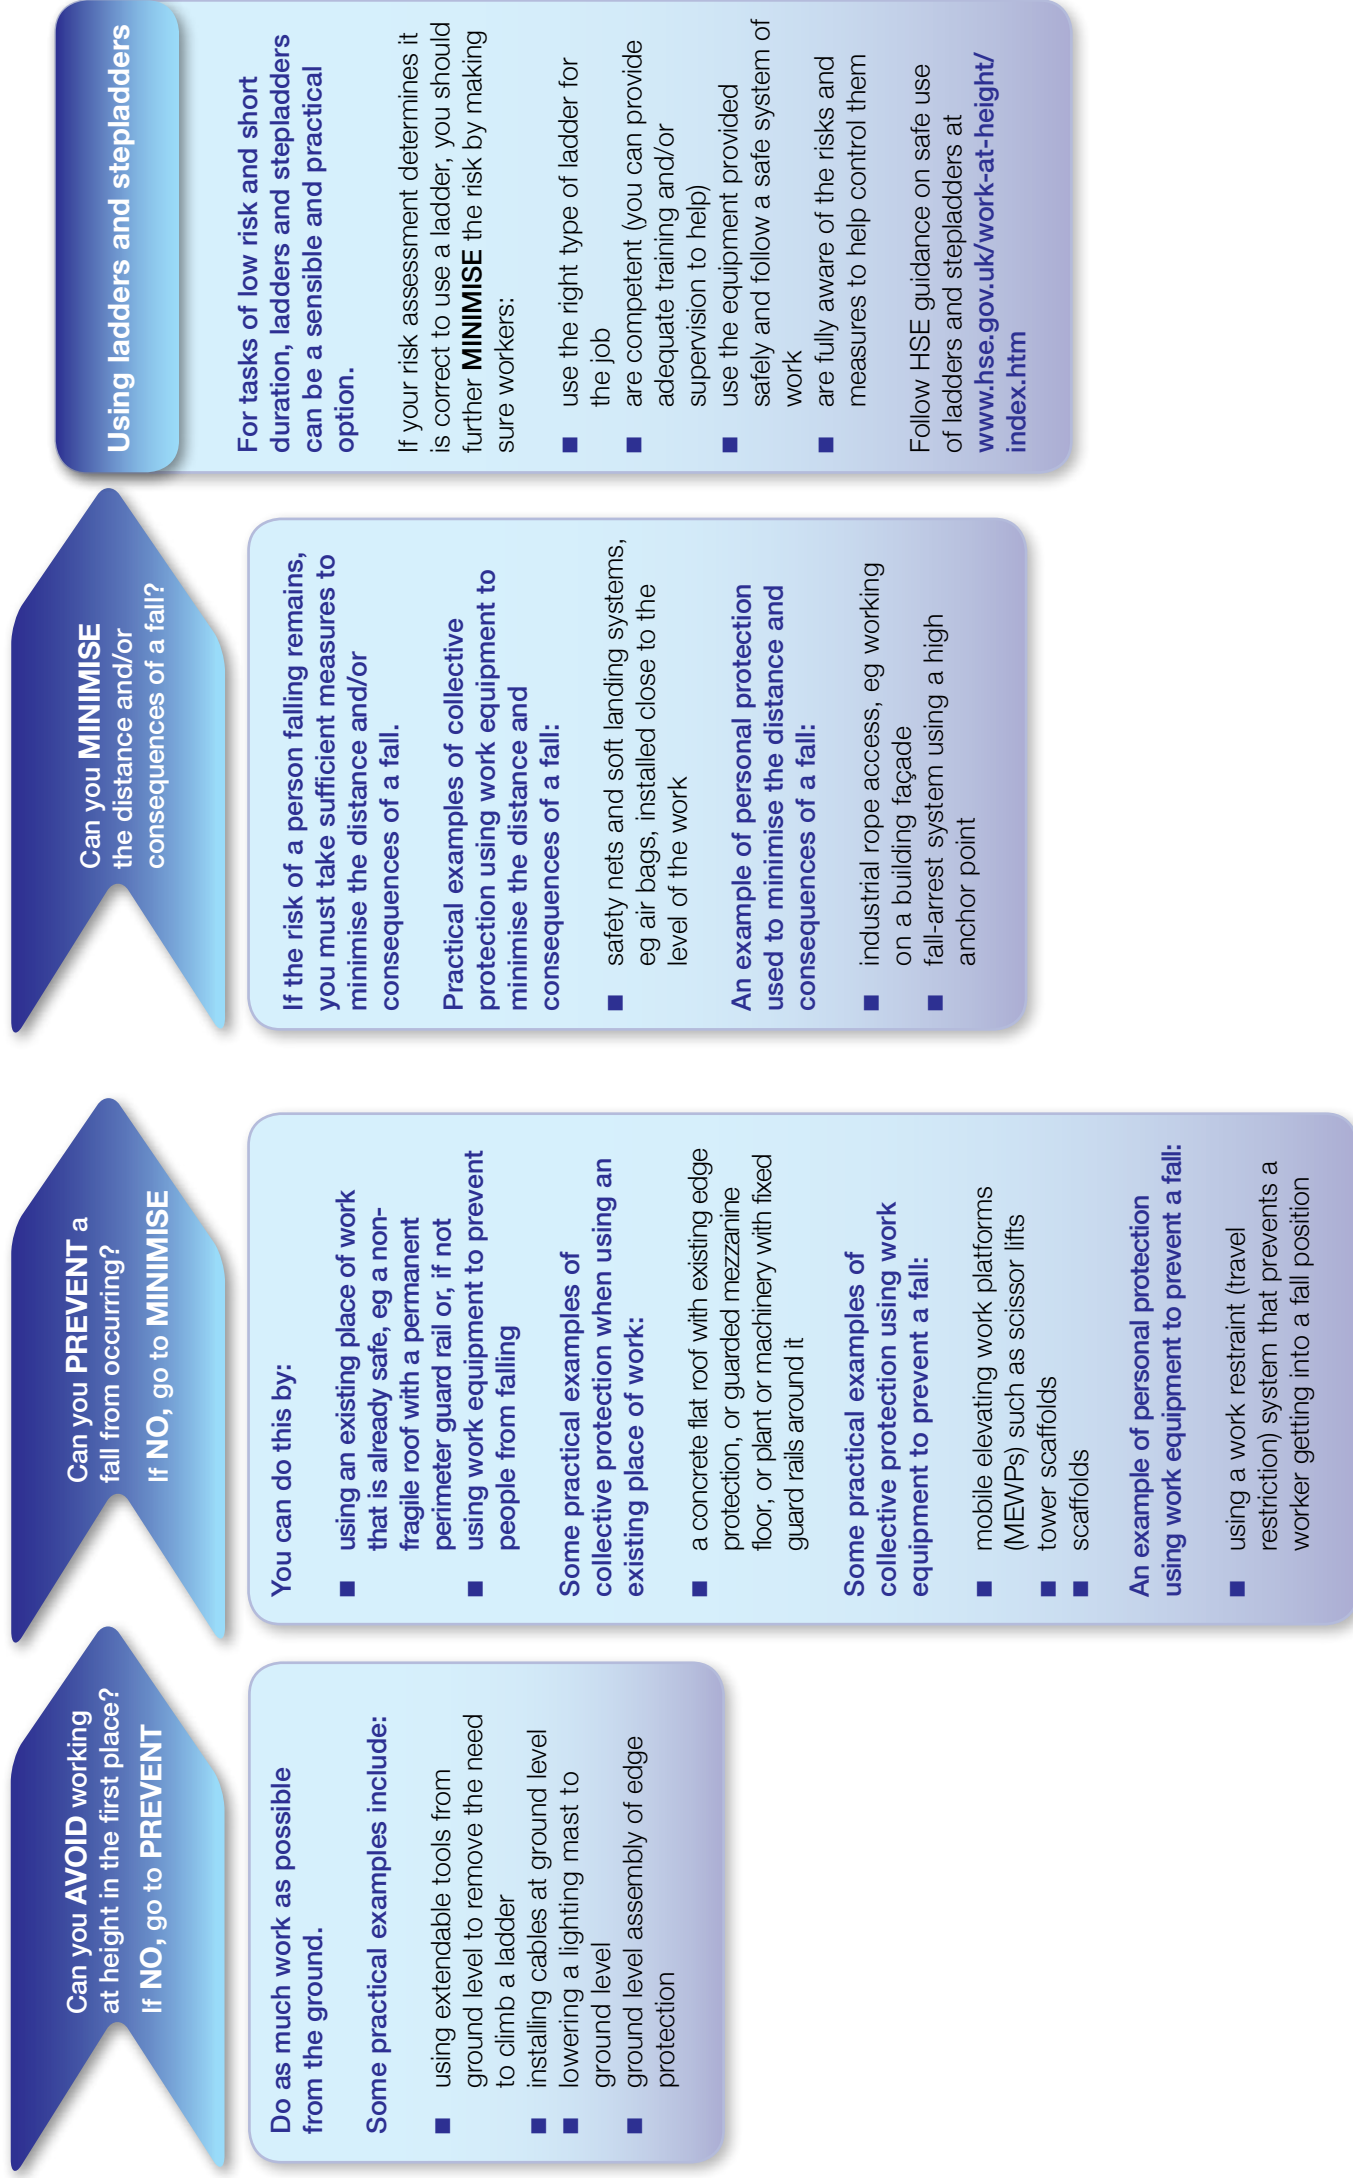 Can you AVOID working
at height in the first place?
If NO, go to PREVENT
Do as much work as possible
from the ground.
Some practical examples include:
■ using extendable tools from
ground level to remove the need
to climb a ladder
■ installing cables at ground level
■ lowering a lighting mast to
ground level
■ ground level assembly of edge
protection
Can you PREVENT a
fall from occurring?
If NO, go to MINIMISE
You can do this by:
■ using an existing place of work
that is already safe, eg a non-
fragile roof with a permanent
perimeter guard rail or, if not
■ using work equipment to prevent
people from falling
Some practical examples of
collective protection when using an
existing place of work:
■ a concrete flat roof with existing edge
protection, or guarded mezzanine
floor, or plant or machinery with fixed
guard rails around it
Some practical examples of
collective protection using work
equipment to prevent a fall:
■ mobile elevating work platforms
(MEWPs) such as scissor lifts
■ tower scaffolds
■ scaffolds
An example of personal protection
using work equipment to prevent a fall:
■ using a work restraint (travel
restriction) system that prevents a
worker getting into a fall position
Can you MINIMISE
the distance and/or
consequences of a fall?
If the risk of a person falling remains,
you must take sufficient measures to
minimise the distance and/or
consequences of a fall.
Practical examples of collective
protection using work equipment to
minimise the distance and
consequences of a fall:
■ safety nets and soft landing systems,
eg air bags, installed close to the
level of the work
An example of personal protection
used to minimise the distance and
consequences of a fall:
■ industrial rope access, eg working
on a building façade
■ fall-arrest system using a high
anchor point
Using ladders and stepladders
For tasks of low risk and short
duration, ladders and stepladders
can be a sensible and practical
option.
If your risk assessment determines it
is correct to use a ladder, you should
further MINIMISE the risk by making
sure workers:
■ use the right type of ladder for
the job
■ are competent (you can provide
adequate training and/or
supervision to help)
■ use the equipment provided
safely and follow a safe system of
work
■ are fully aware of the risks and
measures to help control them
Follow HSE guidance on safe use
of ladders and stepladders at
www.hse.gov.uk/work-at-height/
index.htm